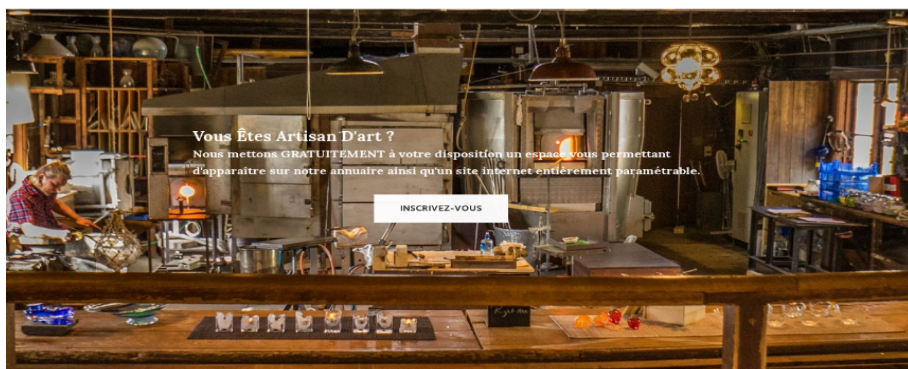 Vous Êtes Artisan D'art ?
Nous mettons GRATUITEMENT à votre disposition un espace vous permettant
d'apparaître sur notre annuaire ainsi qu'un site internet entièrement paramétrable.
INSCRIVEZ-VOUS